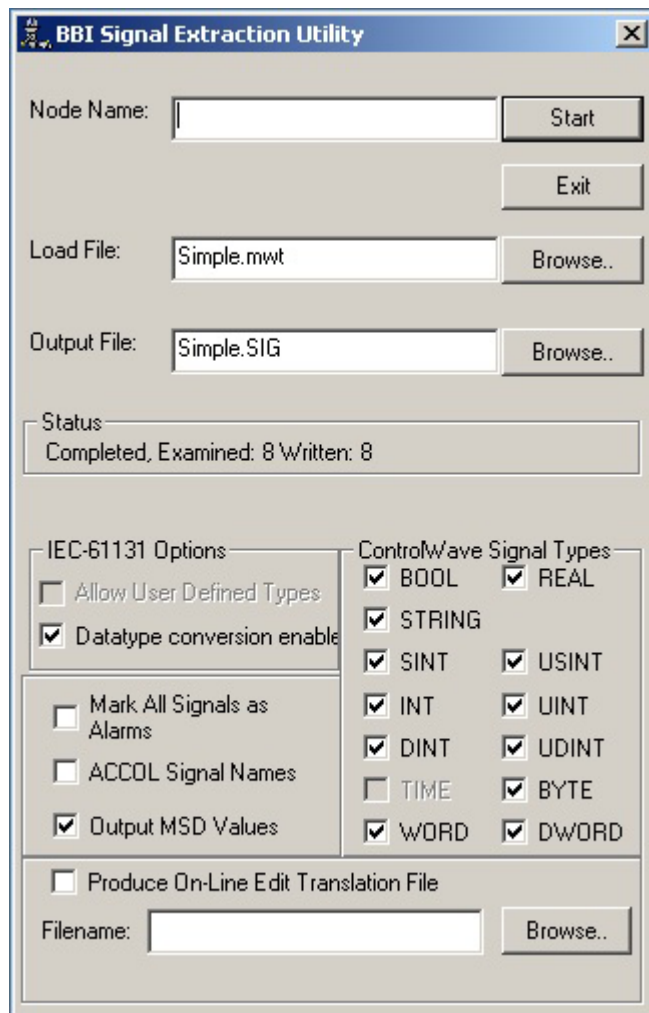 BBI Signal Extraction Utility
Node Name:
Start
Exit
Load File:
Simple.mwt
Browse..
Output File:
Simple.SIG
Browse..
Status
Completed, Examined: 8 Written: 8
IEC-61131 Options
Allow User Defined Types
Datatype conversion enable
ControlWave Signal Types
BOOL
REAL
STRING
SINT
USINT
INT
UINT
DINT
UDINT
TIME
BYTE
WORD
DWORD
Mark All Signals as
Alarms
ACCOL Signal Names
Output MSD Values
Produce On-Line Edit Translation File
Filename:
Browse..